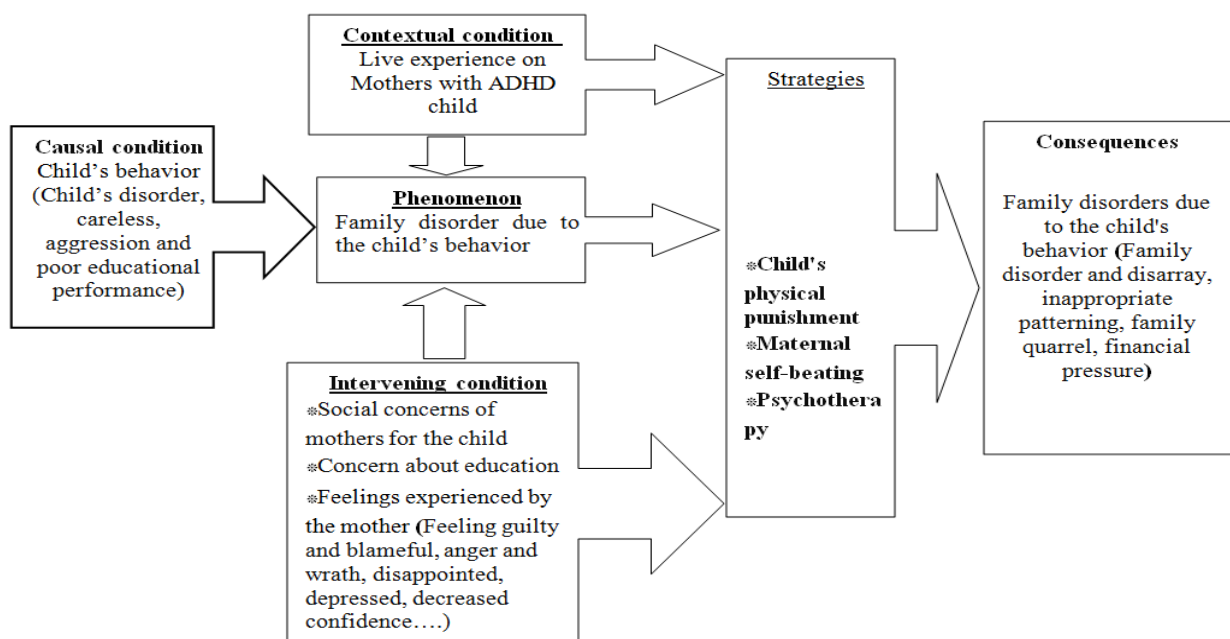 Contextual condition
Live experience on
Mothers with ADHD
child
Causal condition
Child's behavior
(Child's disorder,
careless,
aggression and
poor educational
performance)
Phenomenon
Family disorder due to
the child's behavior
Intervening condition
*Social concerns of
mothers for the child
*Concern about education
*Feelings experienced by
the mother (Feeling guilty
and blameful, anger and
wrath, disappointed,
depressed, decreased
confidence….)
Strategies
*Child's
physical
punishment
*Maternal
self-beating
*Psychothera
py
Consequences
Family disorders due
to the child's
behavior (Family
disorder and disarray,
inappropriate
patterning, family
quarrel, financial
pressure)